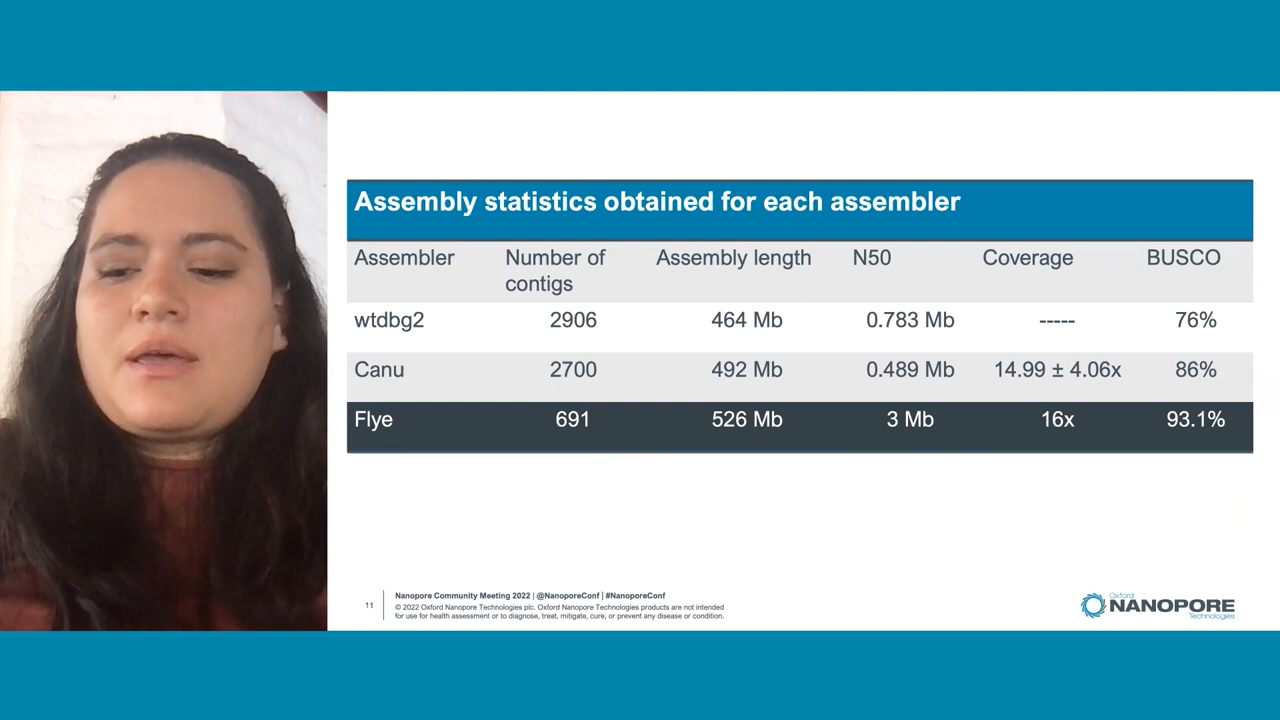 Assembly statistics obtained for each assembler
Assembler Number of contigs Assembly length N50 Coverage BUSCO
wtdbg2 2906 464 Mb 0.783 Mb ----- 76%
Canu 2700 492 Mb 0.489 Mb 14.99 ± 4.06x 86%
Flye 691 526 Mb 3 Mb 16x 93.1%
11
Nanopore Community Meeting 2022 | @NanoporeConf | #NanoporeConf
© 2022 Oxford Nanopore Technologies plc. Oxford Nanopore Technologies products are not intended
for use for health assessment or to diagnose, treat, mitigate, cure, or prevent any disease or condition.
Oxford
NANOPORE
Technologies